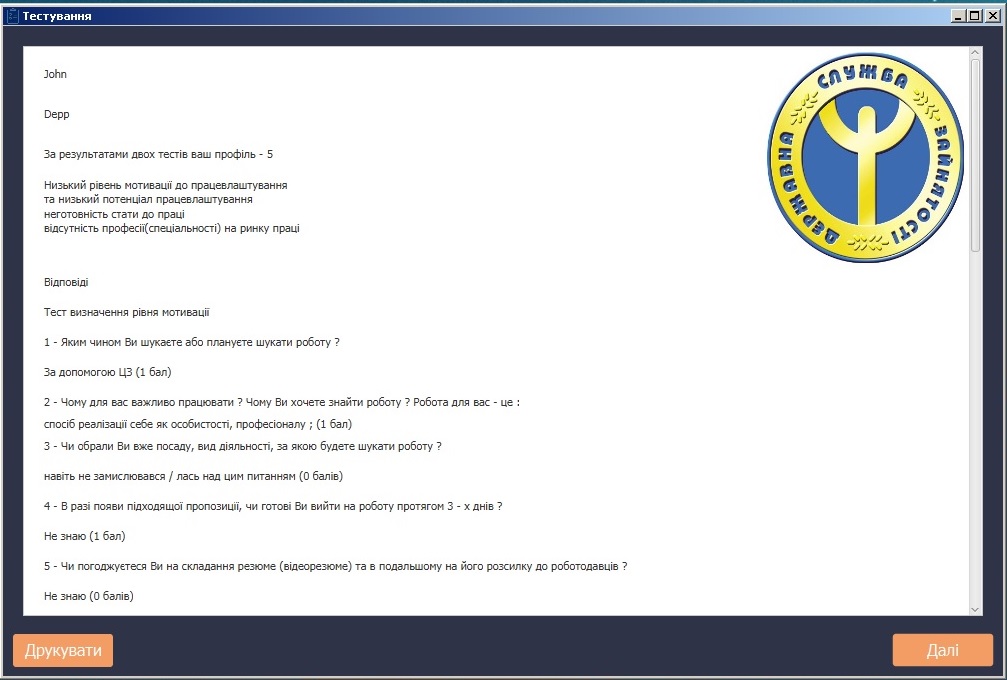 Тестування
John
Depp
За результатами двох тестів ваш профіль - 5
Низький рівень мотивації до працевлаштування
та низький потенціал працевлаштування
неготовність стати до праці
відсутність професії(спеціальності) на ринку праці
ДЕРЖАВНА СЛУЖБА ЗАЙНЯТОСТІ
Відповіді
Тест визначення рівня мотивації
1 - Яким чином Ви шукаєте або плануєте шукати роботу ?
За допомогою ЦЗ (1 бал)
2 - Чому для вас важливо працювати ? Чому Ви хочете знайти роботу ? Робота для вас - це :
спосіб реалізації себе як особистості, професіоналу ; (1 бал)
3 - Чи обрали Ви вже посаду, вид діяльності, за якою будете шукати роботу ?
навіть не замислювався / лась над цим питанням (0 балів)
4 - В разі появи підходящої пропозиції, чи готові Ви вийти на роботу протягом 3 - х днів ?
Не знаю (1 бал)
5 - Чи погоджуєтеся Ви на складання резюме (відеорезюме) та в подальшому на його розсилку до роботодавців ?
Не знаю (0 балів)
Друкувати
Далі